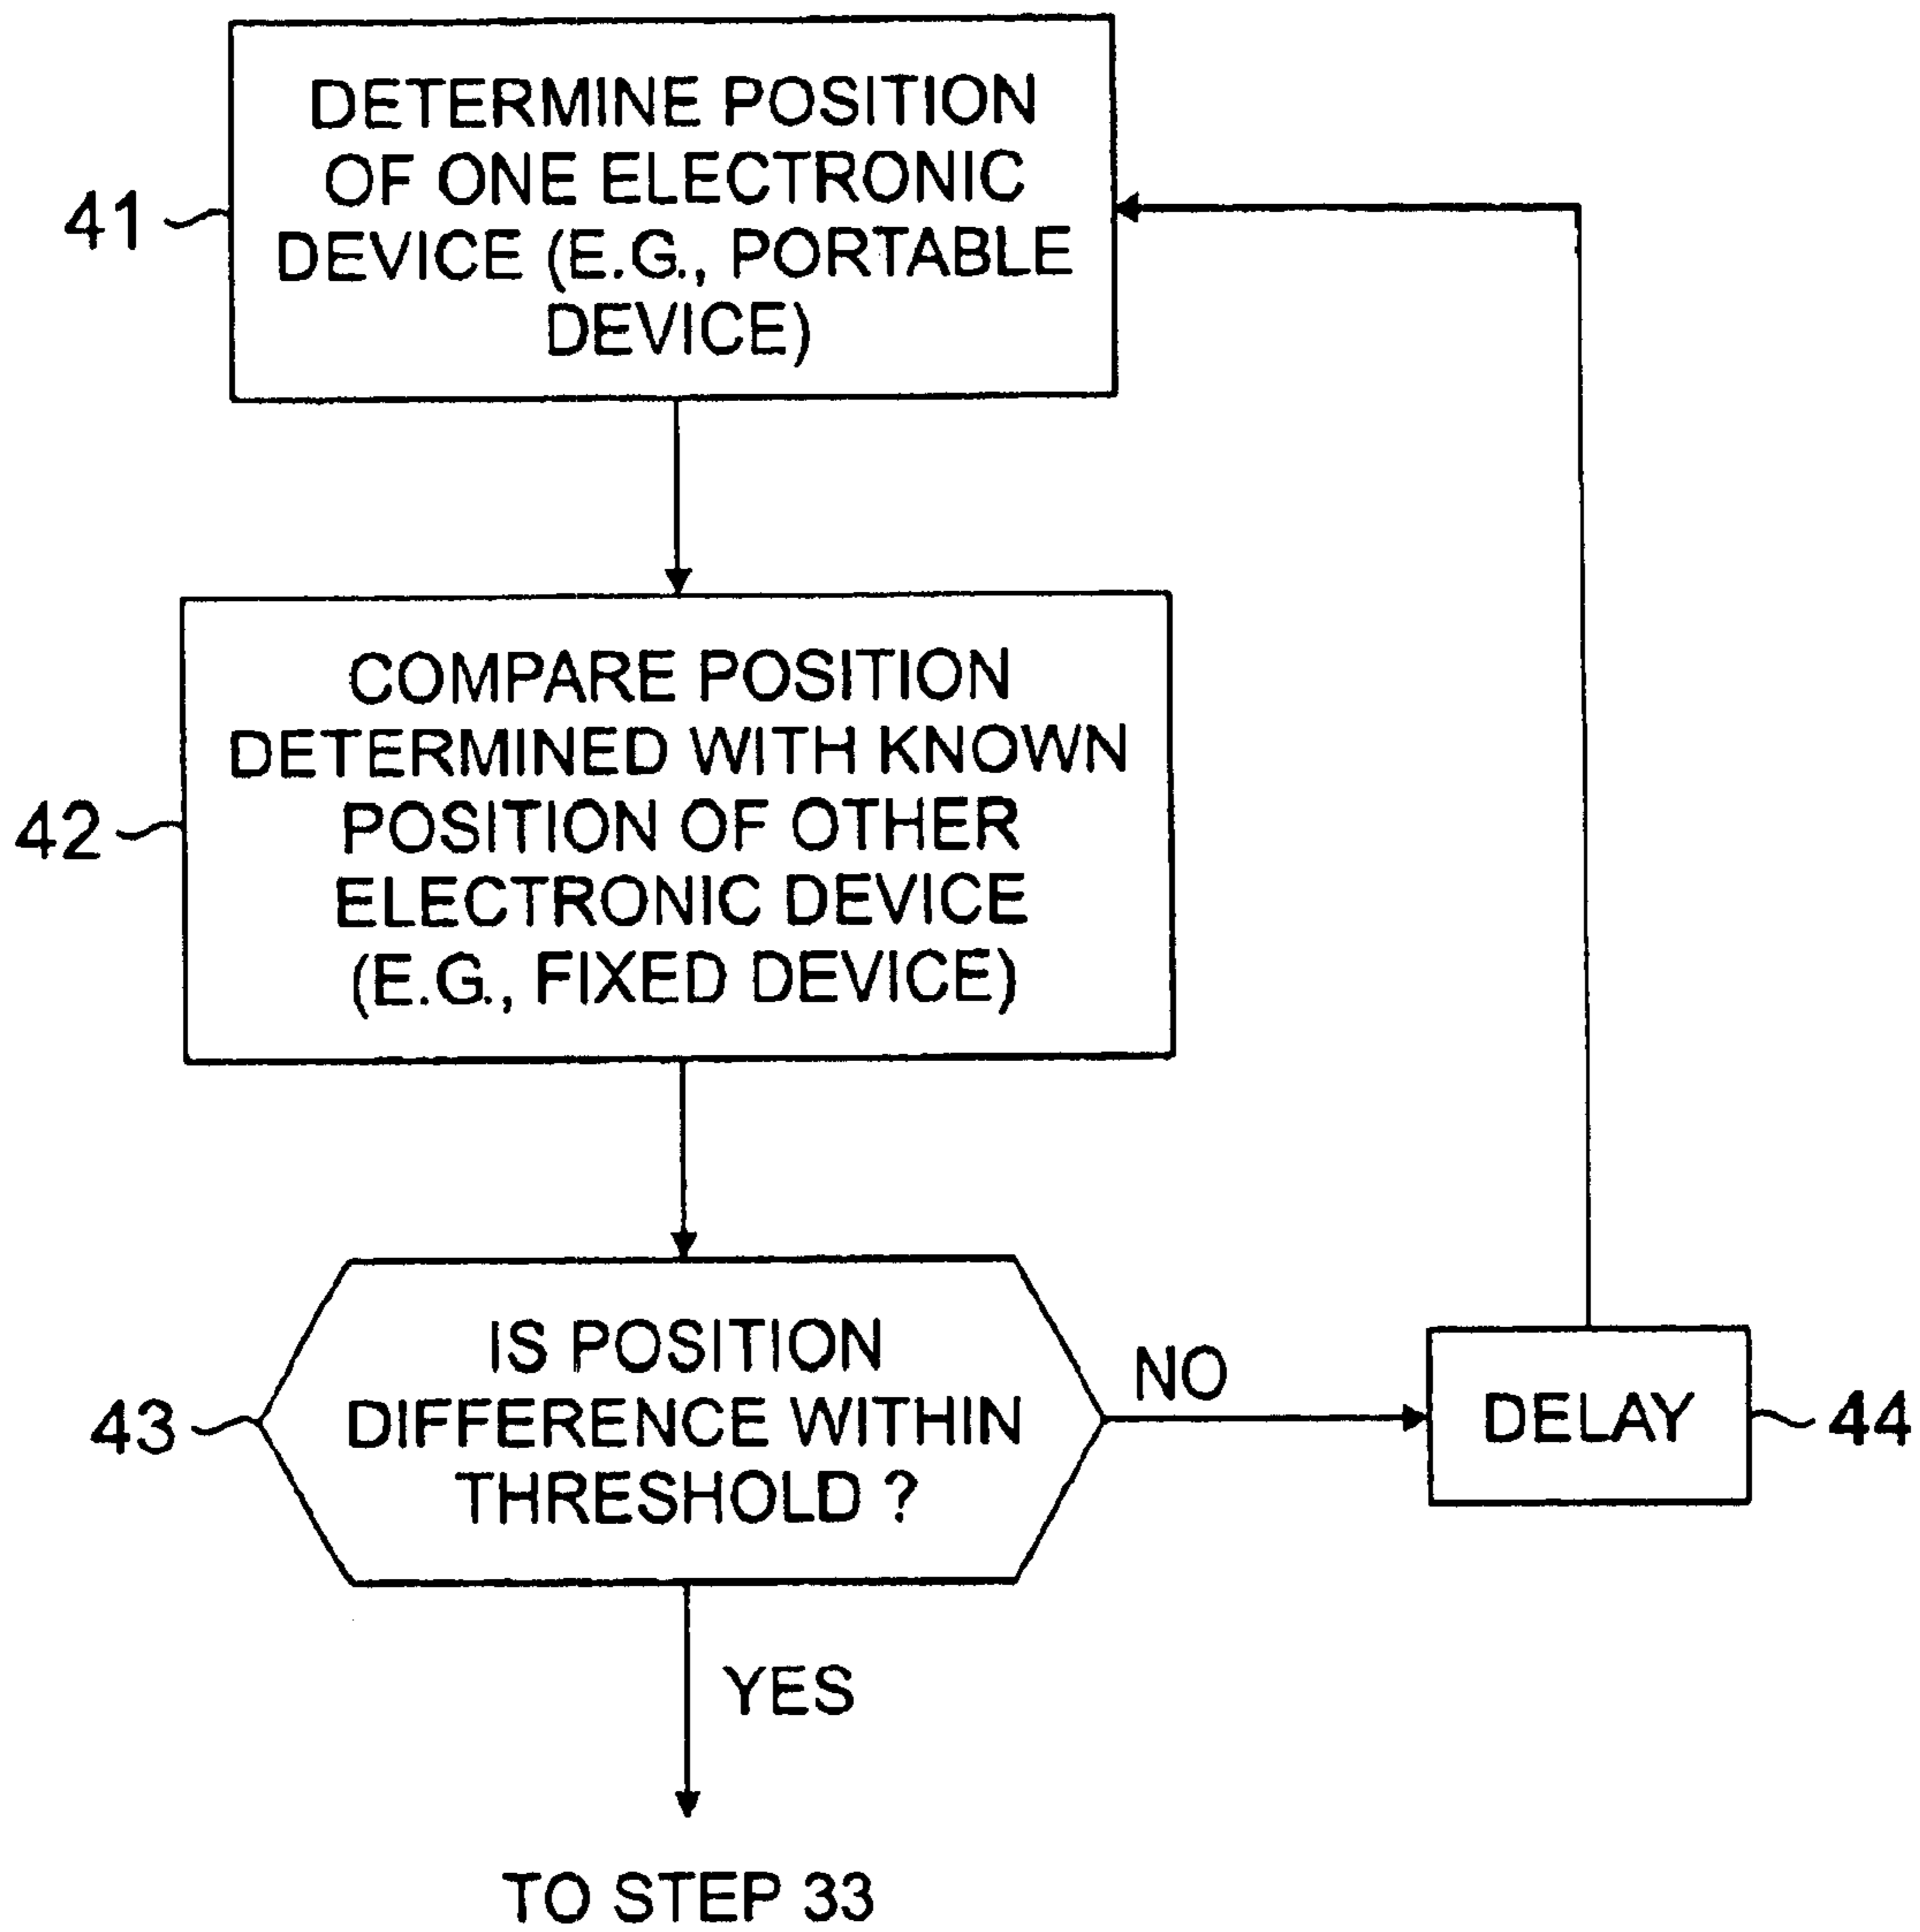 DETERMINE POSITION
OF ONE ELECTRONIC
DEVICE (E.G., PORTABLE
DEVICE)
41
COMPARE POSITION
DETERMINED WITH KNOWN
POSITION OF OTHER
ELECTRONIC DEVICE
(E.G., FIXED DEVICE)
42
IS POSITION
DIFFERENCE WITHIN
THRESHOLD ?
43
NO
DELAY
44
YES
TO STEP 33